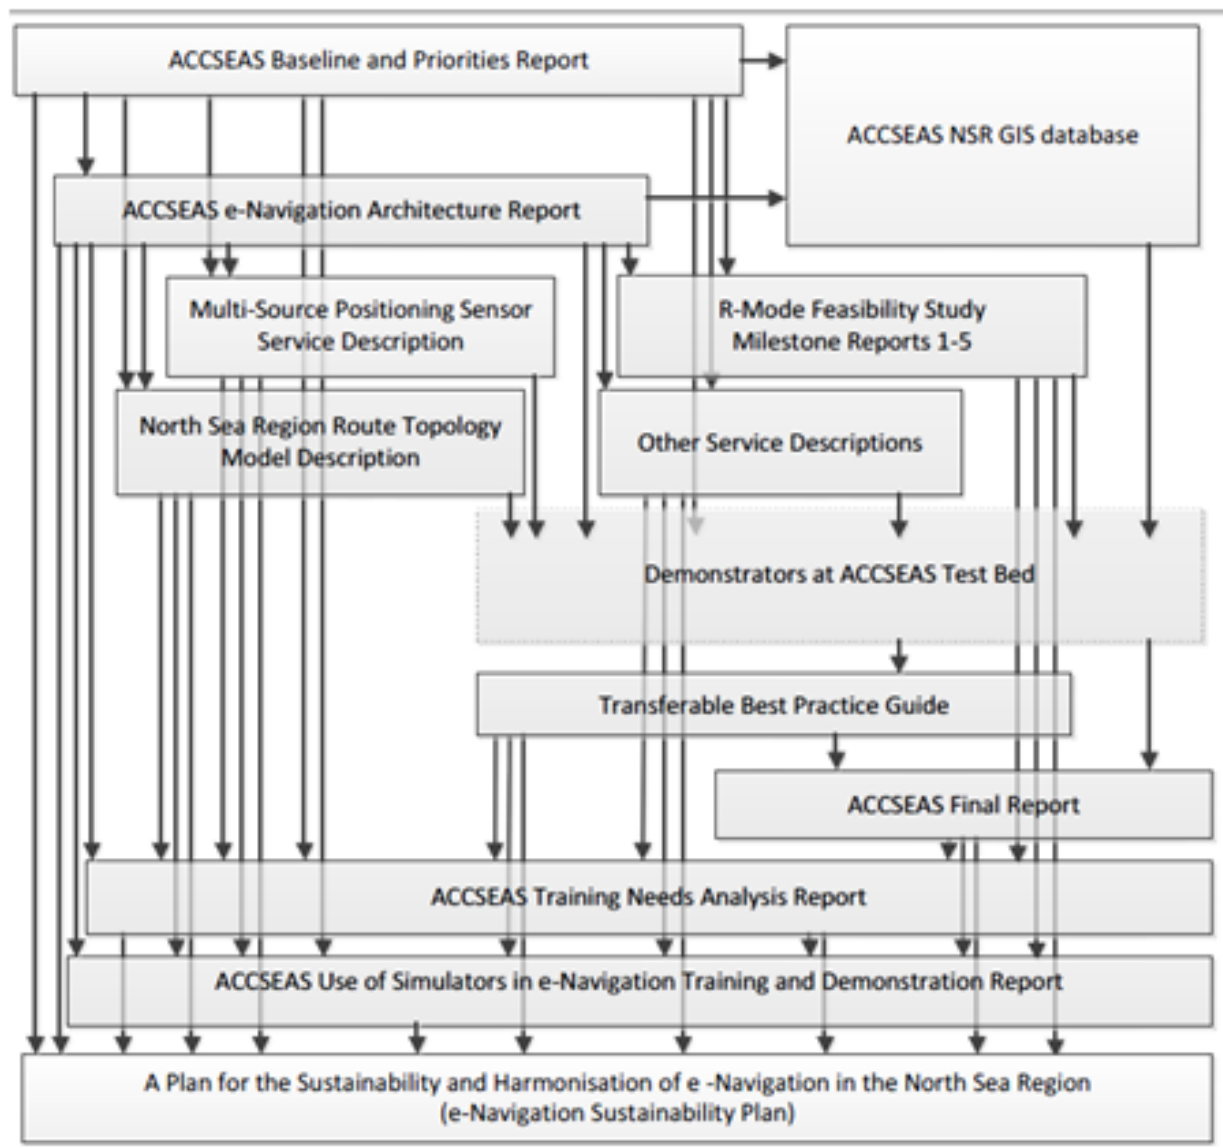 ACCSEAS Baseline and Priorities Report
ACCSEAS NSR GIS database
ACCSEAS e-Navigation Architecture Report
Multi-Source Positioning Sensor
Service Description
R-Mode Feasibility Study
Milestone Reports 1-5
North Sea Region Route Topology
Model Description
Other Service Descriptions
Demonstrators at ACCSEAS Test Bed
Transferable Best Practice Guide
ACCSEAS Final Report
ACCSEAS Training Needs Analysis Report
ACCSEAS Use of Simulators in e-Navigation Training and Demonstration Report
A Plan for the Sustainability and Harmonisation of e -Navigation in the North Sea Region
(e-Navigation Sustainability Plan)